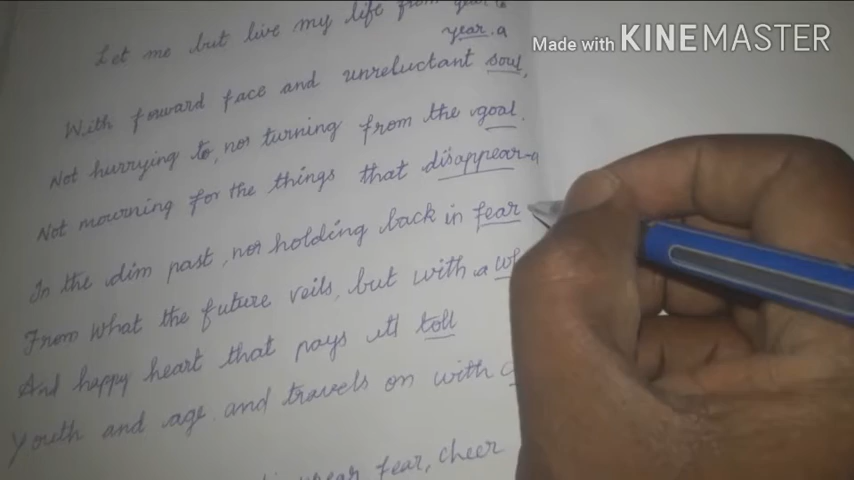 Let me but live my life from year to
year. a
Made with KINEMASTER
With forward face and unreluctant soul,
Not hurrying to, nor turning from the goal.
Not mourning for the things that disappear-a
In the dim past, nor holding back in fear
From what the future veils, but with a
And happy heart that pays its toll
Youth and age and travels on with
fear, cheer